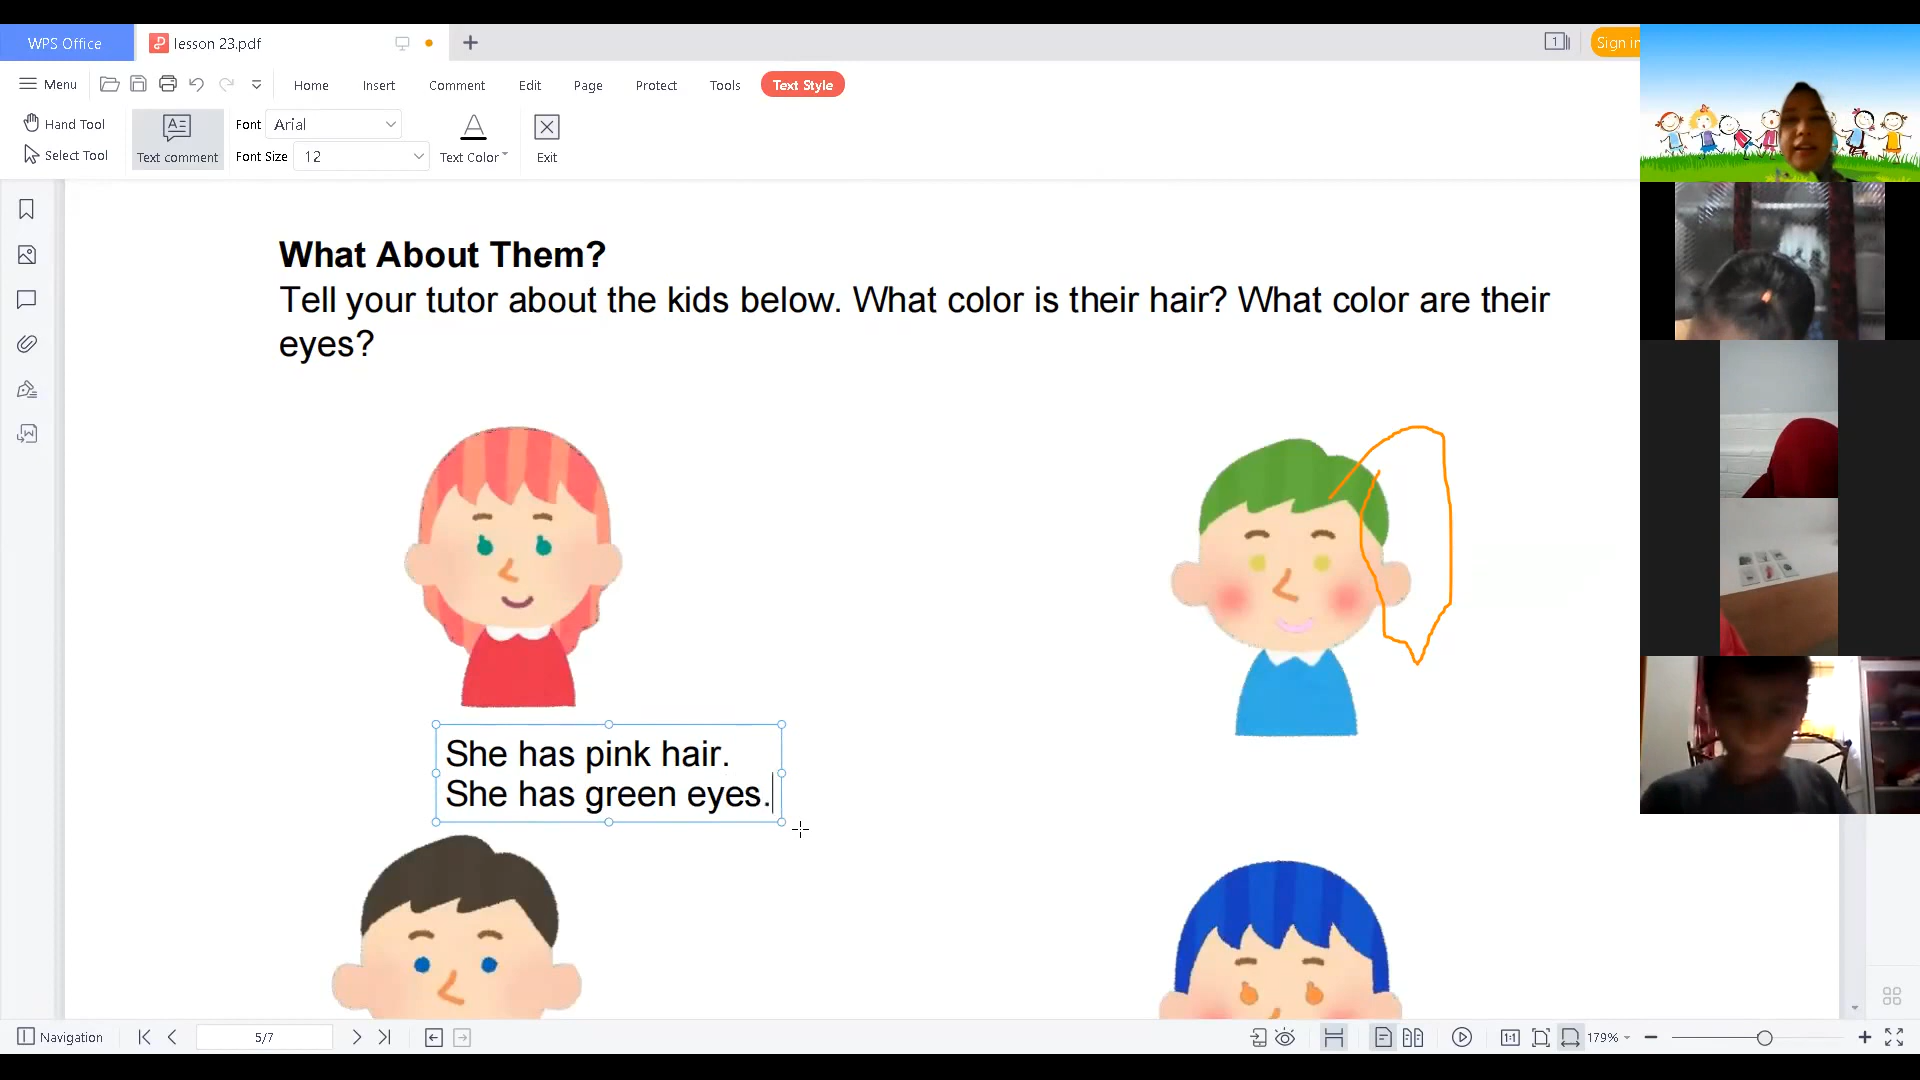 WPS Office
lesson 23.pdf
1
Sign in
Menu
Home
Insert
Comment
Edit
Page
Protect
Tools
Text Style
Hand Tool
Select Tool
Text comment
Font
Arial
Font Size
12
Text Color
Exit
What About Them?
Tell your tutor about the kids below. What color is their hair? What color are their
eyes?
She has pink hair.
She has green eyes.
Navigation
5/7
1:1
179%